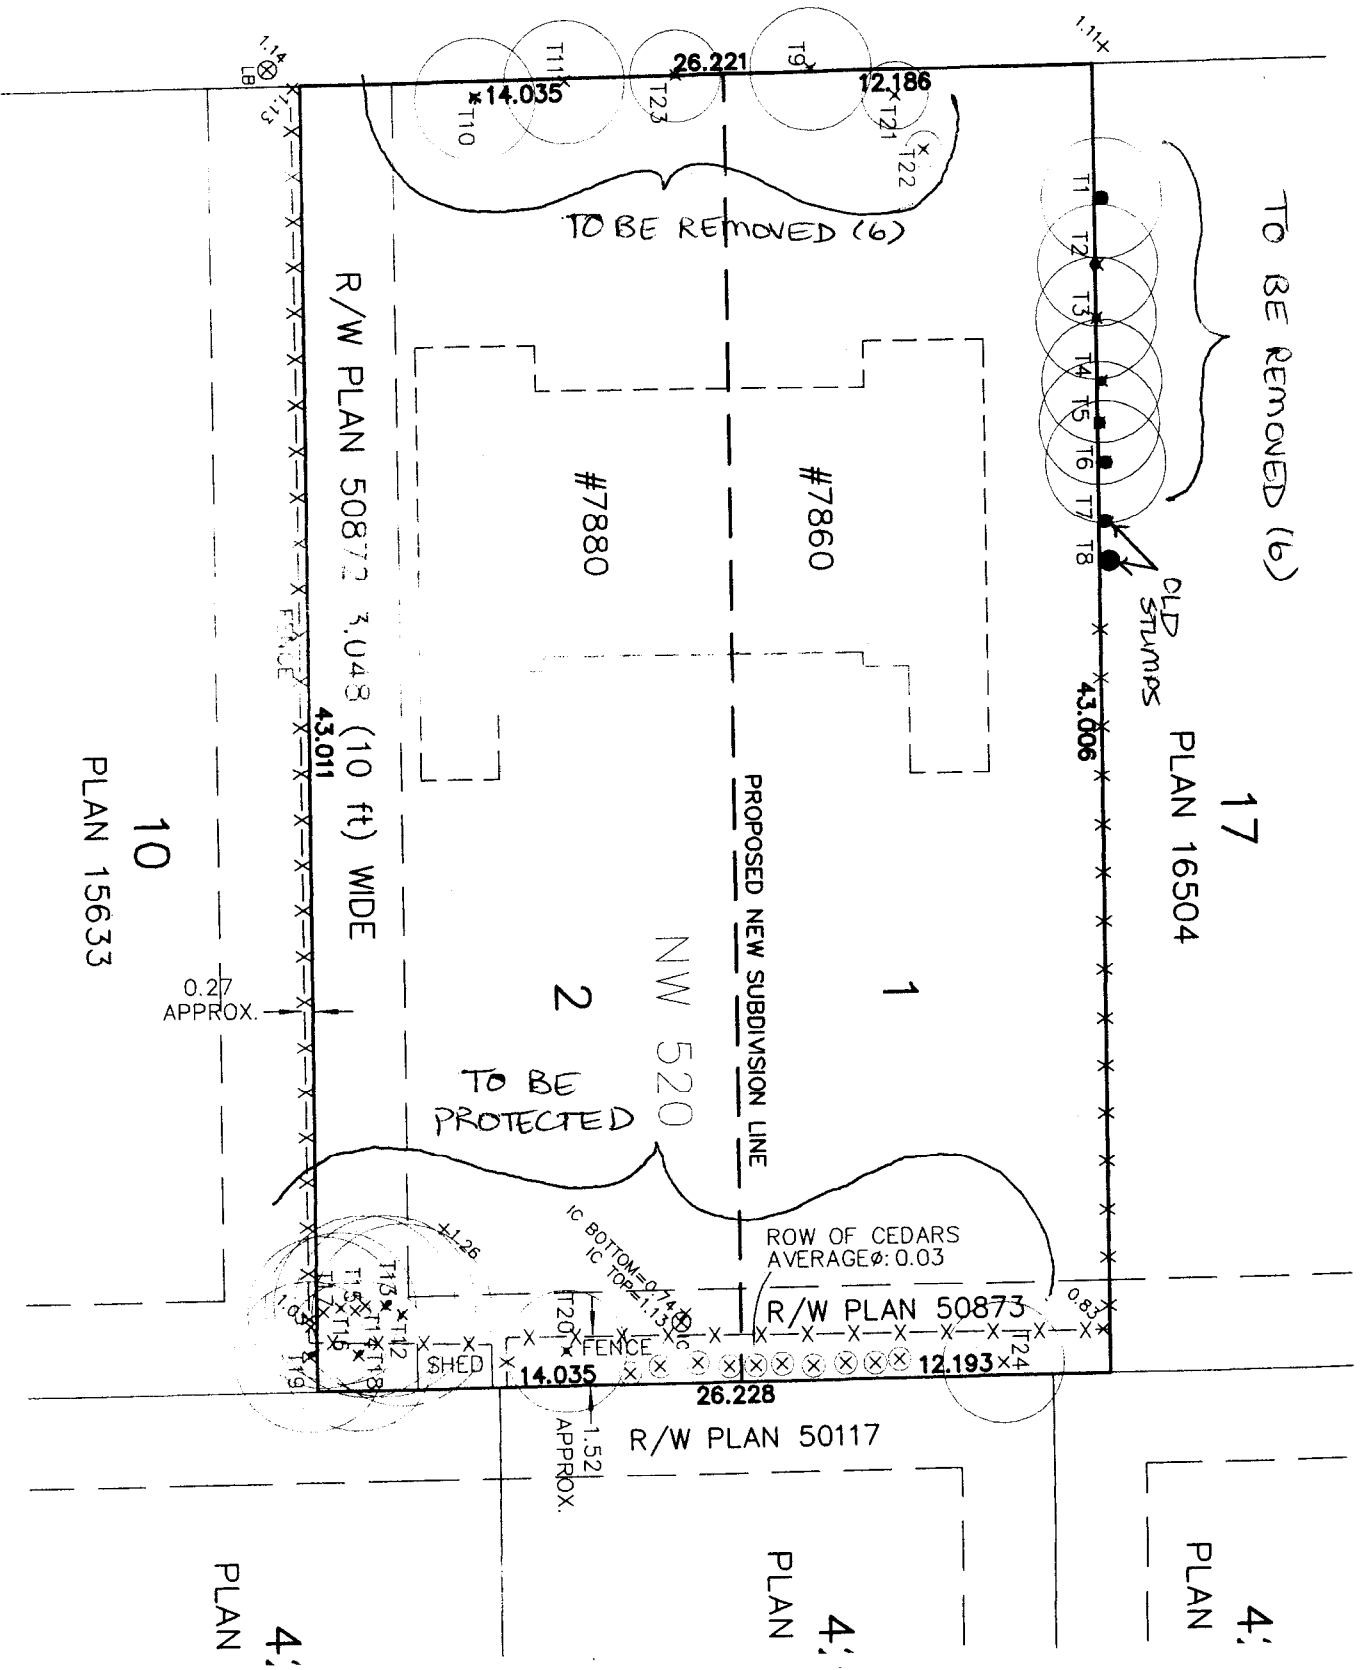 1.14
LB
1.13
T10
14.035
T11
T23
26.221
T9
12.186
T21
T22
1.11
TO BE REMOVED (6)
TO BE REMOVED (6)
T1
T2
T3
T4
T5
T6
T7
T8
OLD
STUMPS
R/W PLAN 50872 3.048 (10 ft) WIDE
#7880
#7860
FENCE
43.011
43.006
17
PLAN 16504
10
PLAN 15633
PROPOSED NEW SUBDIVISION LINE
NW 520
1
2
0.27
APPROX.
TO BE
PROTECTED
1.26
IC BOTTOM=0.74
IC TOP=1.13
IC
ROW OF CEDARS
AVERAGEø: 0.03
R/W PLAN 50873
0.83
T13
T15
T17
T12
T14
T16
T18
T19
T20
T24
SHED
FENCE
14.035
12.193
26.228
1.52
APPROX.
R/W PLAN 50117
PLAN
PLAN
PLAN